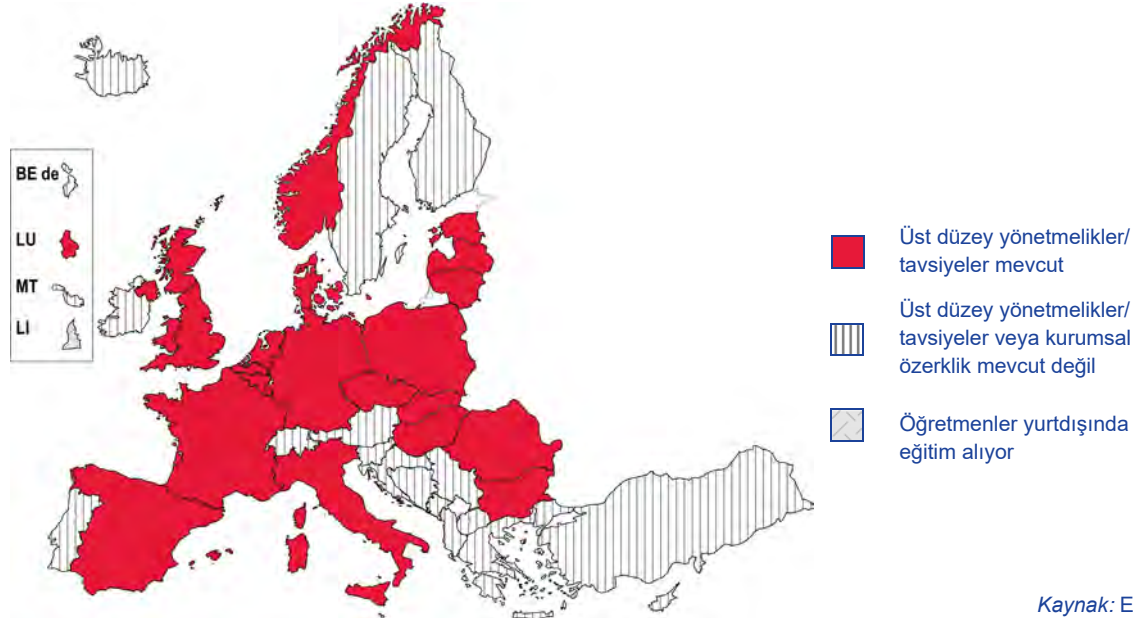 BE de
LU
MT
LI
Üst düzey yönetmelikler/
tavsiyeler mevcut
Üst düzey yönetmelikler/
tavsiyeler veya kurumsal
özerklik mevcut değil
Öğretmenler yurtdışında
eğitim alıyor
Kaynak: E